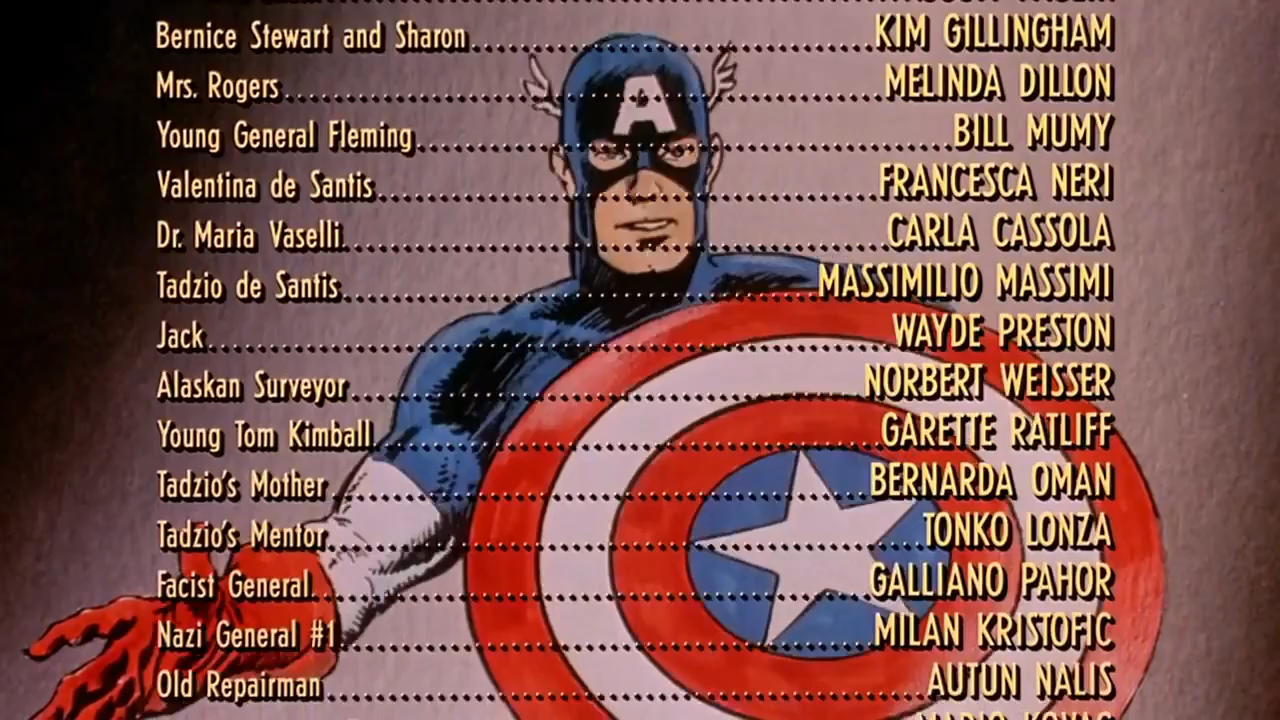 Bernice Stewart and Sharon KIM GILLINGHAM
Mrs. Rogers MELINDA DILLON
Young General Fleming BILL MUMY
Valentina de Santis FRANCESCA NERI
Dr. Maria Vaselli CARLA CASSOLA
Tadzio de Santis MASSIMILIO MASSIMI
Jack WAYDE PRESTON
Alaskan Surveyor NORBERT WEISSER
Young Tom Kimball GARETTE RATLIFF
Tadzio's Mother BERNARDA OMAN
Tadzio's Mentor TONKO LONZA
Facist General GALLIANO PAHOR
Nazi General #1 MILAN KRISTOFIC
Old Repairman AUTUN NALIS
A